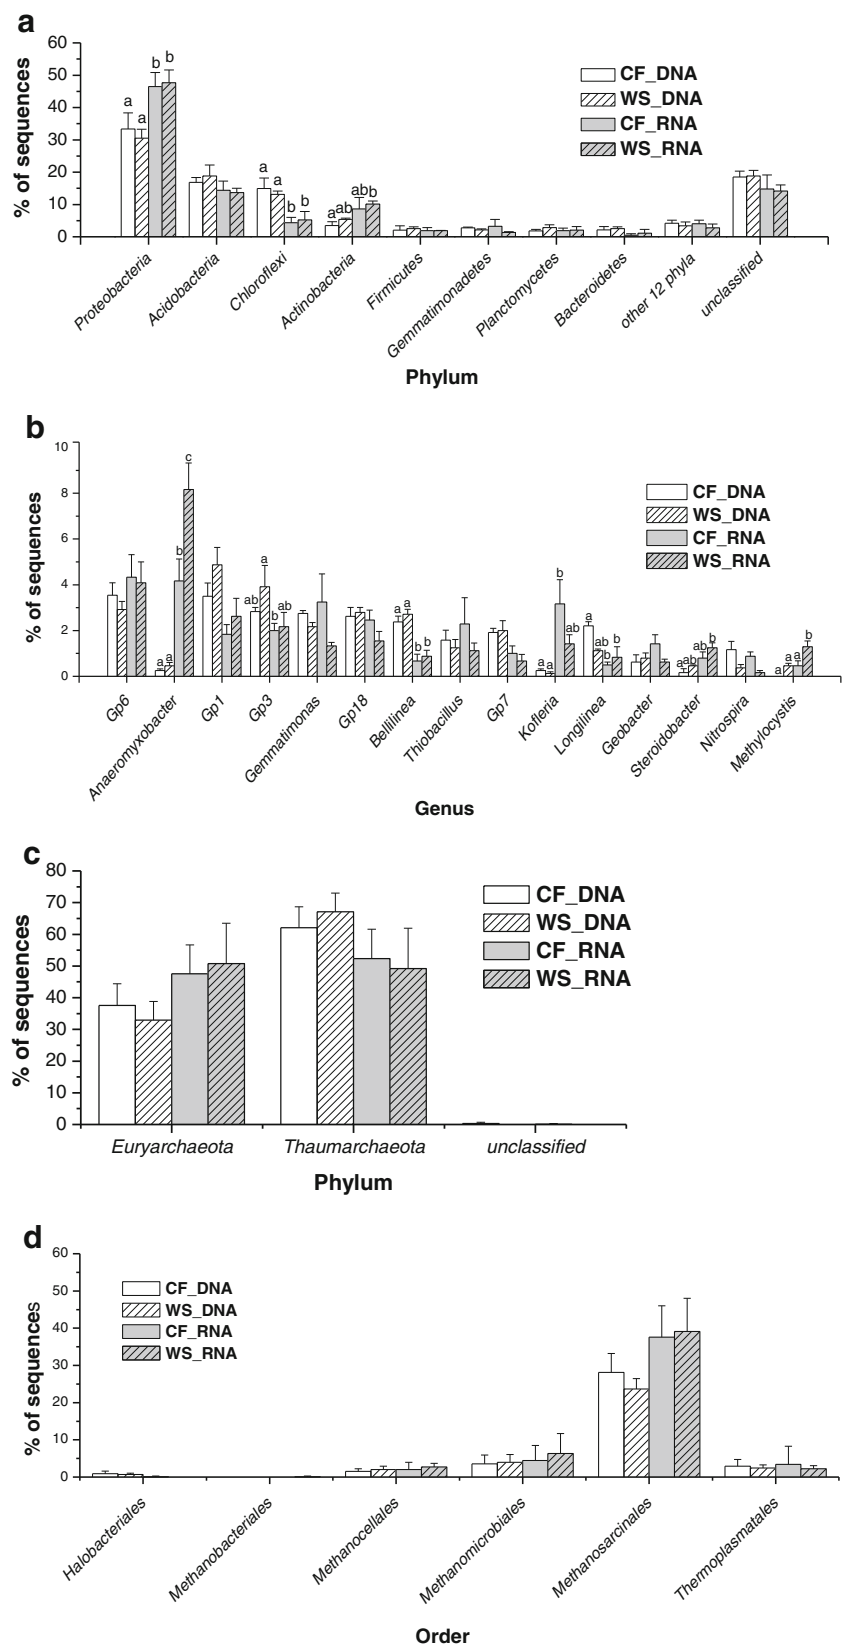 a
60
50
40
30
20
10
0
% of sequences
a a b b
a a b b
a ab ab b
CF_DNA
WS_DNA
CF_RNA
WS_RNA
Proteobacteria
Acidobacteria
Chloroflexi
Actinobacteria
Firmicutes
Gemmatimonadetes
Planctomycetes
Bacteroidetes
other 12 phyla
unclassified
Phylum
b
10
8
6
4
2
0
% of sequences
a a b c
ab a b ab
a a b b
a a b ab
a ab b b
a ab ab b
a a a b
CF_DNA
WS_DNA
CF_RNA
WS_RNA
Gp6
Anaeromyxobacter
Gp1
Gp3
Gemmatimonas
Gp18
Bellilinea
Thiobacillus
Gp7
Kofleria
Longilinea
Geobacter
Steroidobacter
Nitrospira
Methylocystis
Genus
c
80
70
60
50
40
30
20
10
0
% of sequences
CF_DNA
WS_DNA
CF_RNA
WS_RNA
Euryarchaeota
Thaumarchaeota
unclassified
Phylum
d
60
50
40
30
20
10
0
% of sequences
CF_DNA
WS_DNA
CF_RNA
WS_RNA
Halobacteriales
Methanobacteriales
Methanocellales
Methanomicrobiales
Methanosarcinales
Thermoplasmatales
Order